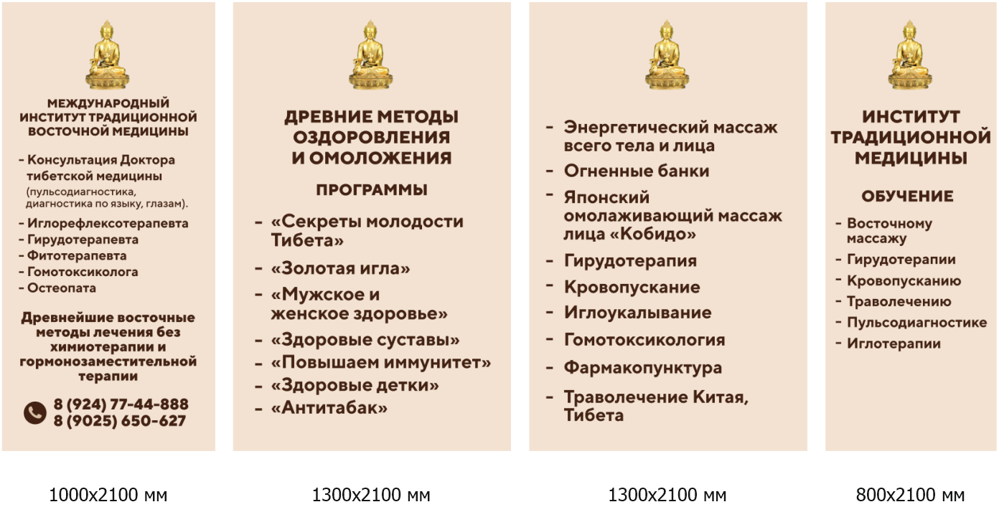 МЕЖДУНАРОДНЫЙ
ИНСТИТУТ ТРАДИЦИОННОЙ
ВОСТОЧНОЙ МЕДИЦИНЫ
- Консультация Доктора
тибетской медицины
(пульсодиагностика,
диагностика по языку, глазам).
- Иглорефлексотерапевта
- Гирудотерапевта
- Фитотерапевта
- Гомотоксиколога
- Остеопата
Древнейшие восточные
методы лечения без
химиотерапии и
гормонозаместительной
терапии
8 (924) 77-44-888
8 (9025) 650-627
1000х2100 мм
ДРЕВНИЕ МЕТОДЫ
ОЗДОРОВЛЕНИЯ
И ОМОЛОЖЕНИЯ
ПРОГРАММЫ
- «Секреты молодости
Тибета»
- «Золотая игла»
- «Мужское и
женское здоровье»
- «Здоровые суставы»
- «Повышаем иммунитет»
- «Здоровые детки»
- «Антитабак»
1300х2100 мм
- Энергетический массаж
всего тела и лица
- Огненные банки
- Японский
омолаживающий массаж
лица «Кобидо»
- Гирудотерапия
- Кровопускание
- Иглоукалывание
- Гомотоксикология
- Фармакопунктура
- Траволечение Китая,
Тибета
1300х2100 мм
ИНСТИТУТ
ТРАДИЦИОННОЙ
МЕДИЦИНЫ
ОБУЧЕНИЕ
- Восточному
массажу
- Гирудотерапии
- Кровопусканию
- Траволечению
- Пульсодиагностике
- Иглотерапии
800х2100 мм